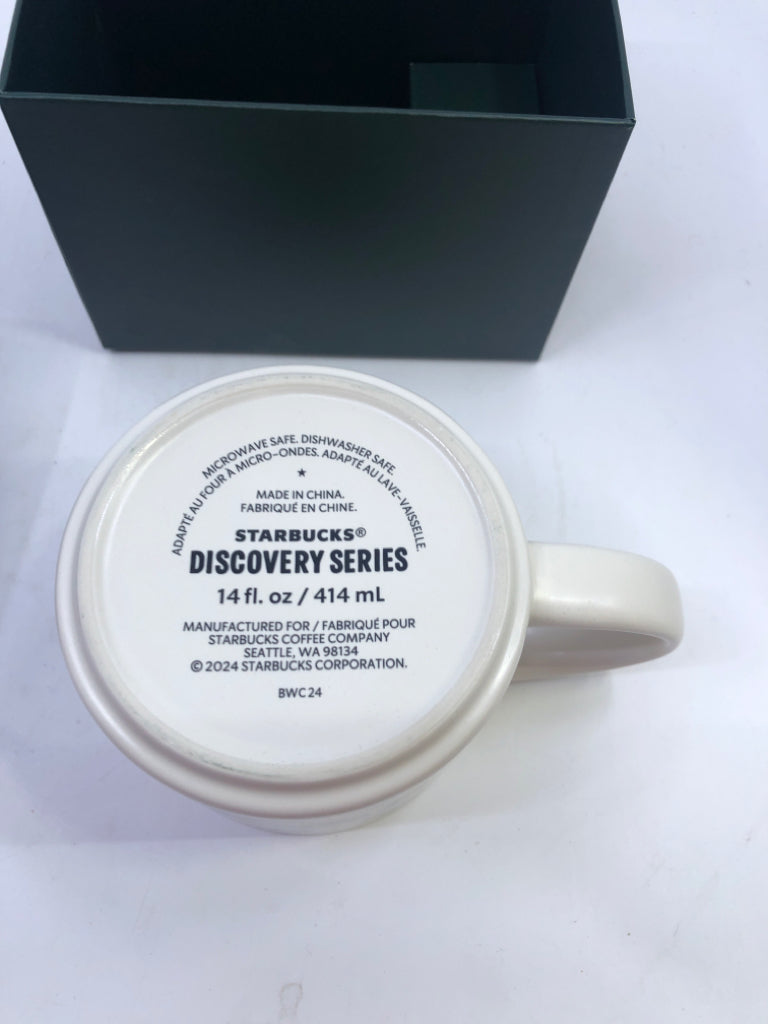 MICROWAVE SAFE. DISHWASHER SAFE.
ADAPTÉ AU FOUR À MICRO-ONDES. ADAPTÉ AU LAVE-VAISSELLE.
MADE IN CHINA.
FABRIQUÉ EN CHINE.
STARBUCKS®
DISCOVERY SERIES
14 fl. oz / 414 mL
MANUFACTURED FOR / FABRIQUÉ POUR
STARBUCKS COFFEE COMPANY
SEATTLE, WA 98134
© 2024 STARBUCKS CORPORATION.
BWC24